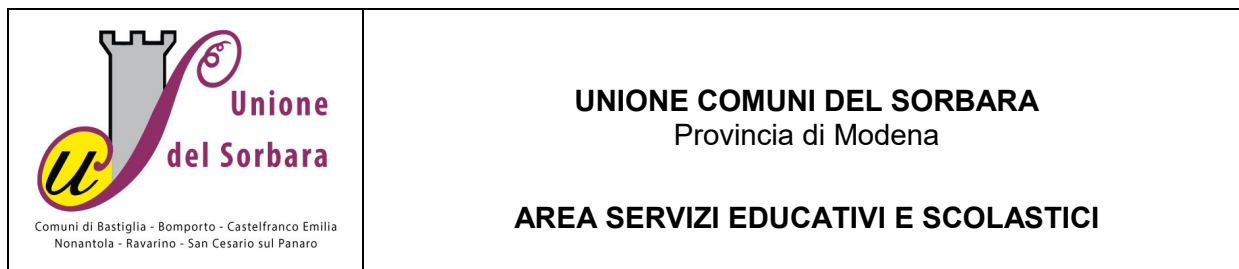 Unione
del Sorbara
u
Comuni di Bastiglia - Bomporto - Castelfranco Emilia
Nonantola - Ravarino - San Cesario sul Panaro
UNIONE COMUNI DEL SORBARA
Provincia di Modena
AREA SERVIZI EDUCATIVI E SCOLASTICI